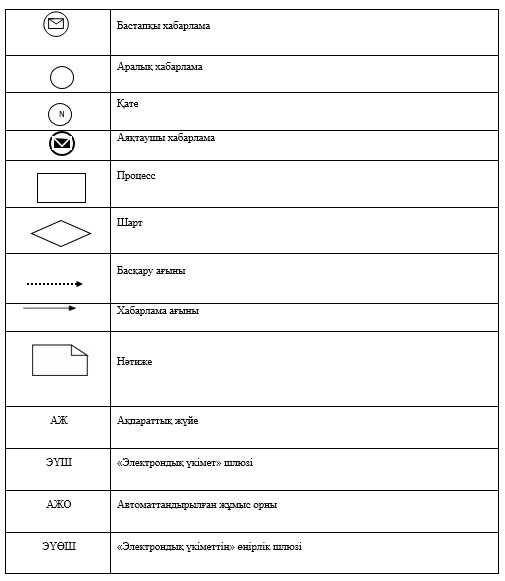 Бастапқы хабарлама
Аралық хабарлама
N
Қате
Аяқтаушы хабарлама
Процесс
Шарт
Басқару ағыны
Хабарлама ағыны
Нәтиже
АЖ
Ақпараттық жүйе
ЭҮШ
«Электрондық үкімет» шлюзі
АЖО
Автоматтандырылған жұмыс орны
ЭҮӨШ
«Электрондық үкіметтің» өңірлік шлюзі